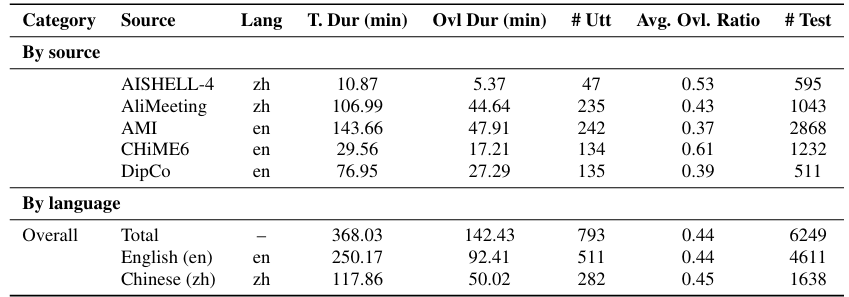 Category Source Lang T. Dur (min) Ovl Dur (min) # Utt Avg. Ovl. Ratio # Test
By source
AISHELL-4 zh 10.87 5.37 47 0.53 595
AliMeeting zh 106.99 44.64 235 0.43 1043
AMI en 143.66 47.91 242 0.37 2868
CHiME6 en 29.56 17.21 134 0.61 1232
DipCo en 76.95 27.29 135 0.39 511
By language
Overall Total – 368.03 142.43 793 0.44 6249
English (en) en 250.17 92.41 511 0.44 4611
Chinese (zh) zh 117.86 50.02 282 0.45 1638